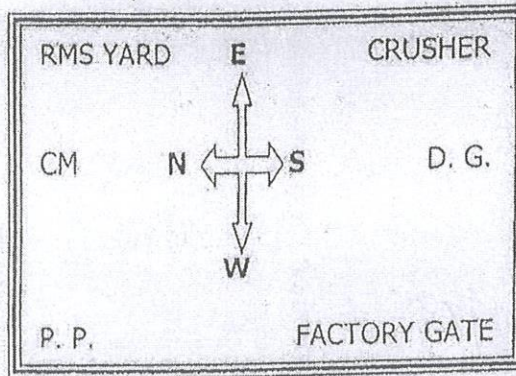 RMS YARD E CRUSHER
CM N S D. G.
W
P. P. FACTORY GATE